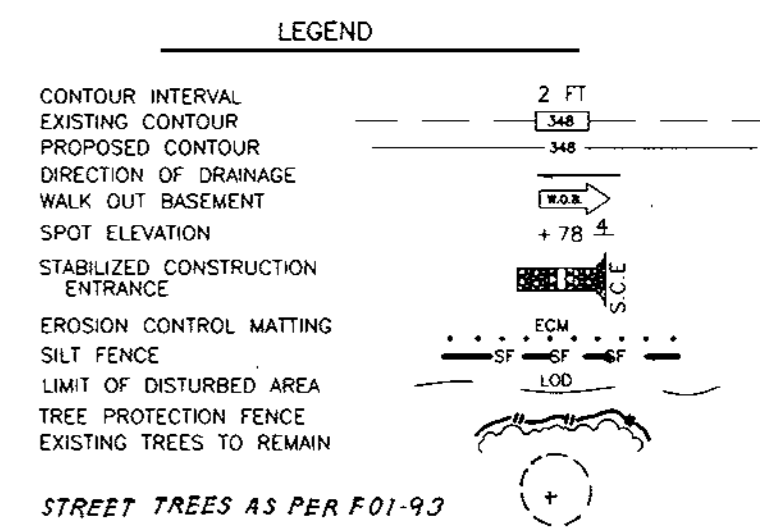 LEGEND
CONTOUR INTERVAL 2 FT
EXISTING CONTOUR 348
PROPOSED CONTOUR 348
DIRECTION OF DRAINAGE
WALK OUT BASEMENT W.O.B.
SPOT ELEVATION + 78 4
STABILIZED CONSTRUCTION
ENTRANCE S.C.E
EROSION CONTROL MATTING ECM
SILT FENCE SF SF SF
LIMIT OF DISTURBED AREA LOD
TREE PROTECTION FENCE
EXISTING TREES TO REMAIN
STREET TREES AS PER F01-93